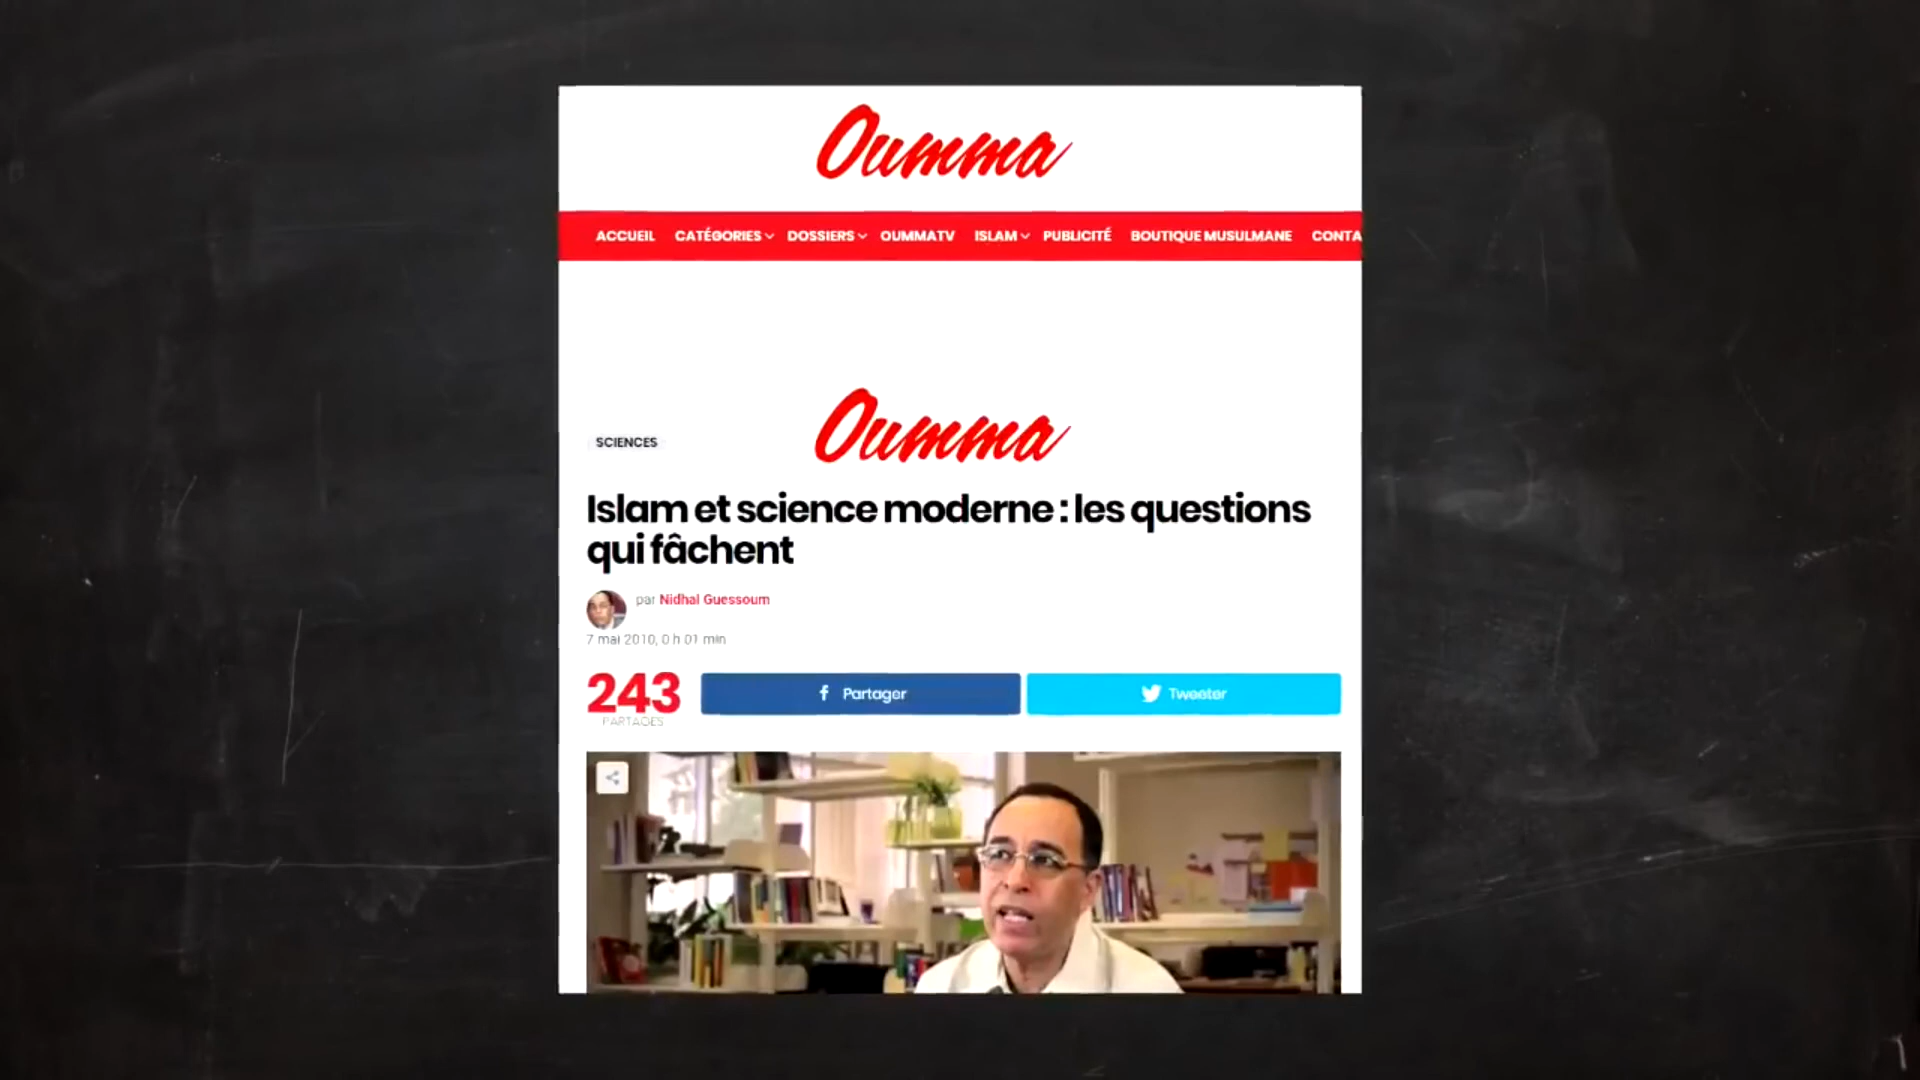 Oumma
ACCUEIL CATÉGORIES DOSSIERS OUMMATV ISLAM PUBLICITÉ BOUTIQUE MUSULMANE CONTA
Oumma
SCIENCES
Islam et science moderne : les questions
qui fâchent
par Nidhal Guessoum
7 mai 2010, 0 h 01 min
243
PARTAGES
Partager
Tweeter